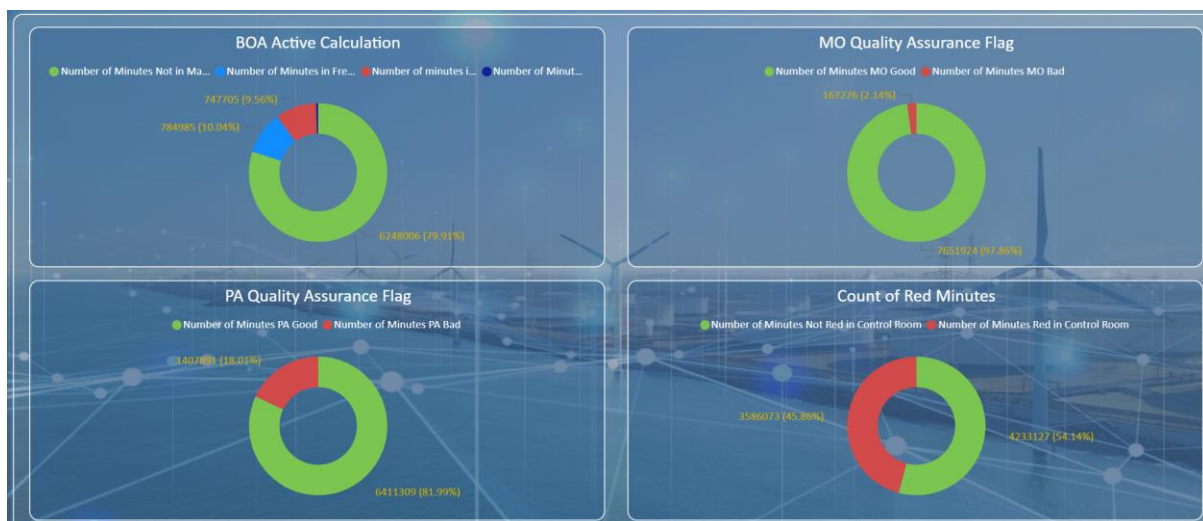 BOA Active Calculation
Number of Minutes Not in Ma... Number of Minutes in Fre... Number of minutes i... Number of Minut...
747705 (9.56%)
784985 (10.04%)
6248006 (79.91%)
MO Quality Assurance Flag
Number of Minutes MO Good Number of Minutes MO Bad
167276 (2.14%)
7651924 (97.86%)
PA Quality Assurance Flag
Number of Minutes PA Good Number of Minutes PA Bad
1407891 (18.01%)
6411309 (81.99%)
Count of Red Minutes
Number of Minutes Not Red in Control Room Number of Minutes Red in Control Room
3586073 (45.86%)
4233127 (54.14%)